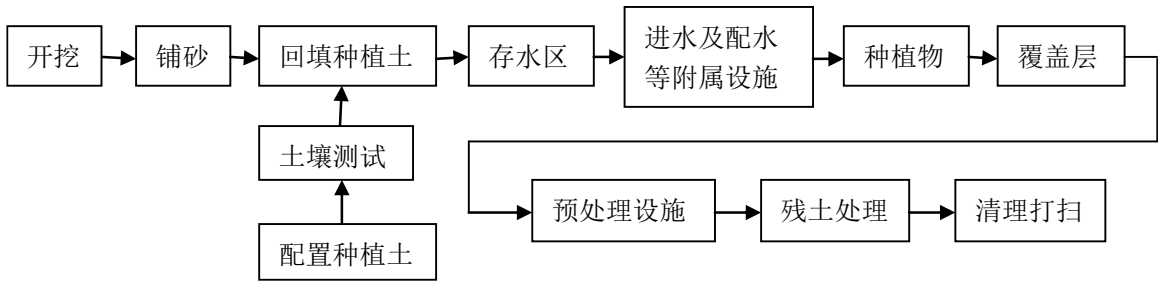 开挖
铺砂
回填种植土
存水区
进水及配水
等附属设施
种植物
覆盖层
土壤测试
配置种植土
预处理设施
残土处理
清理打扫